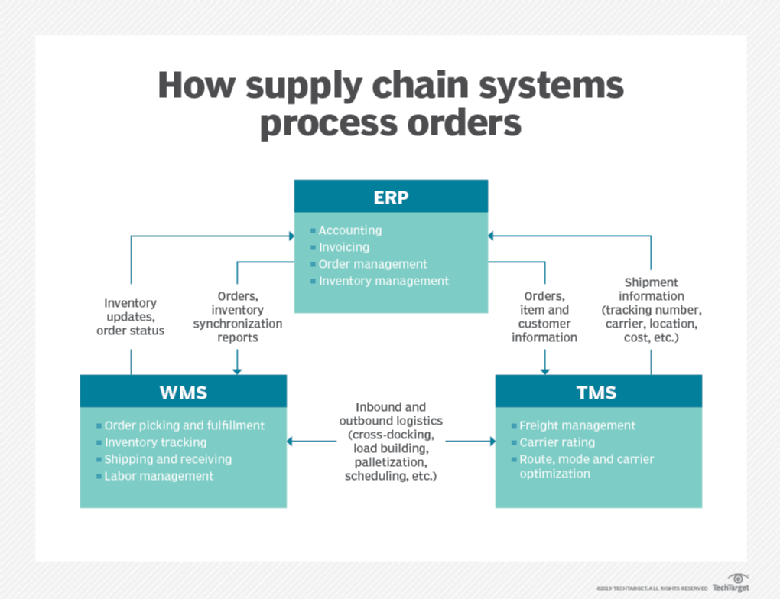 How supply chain systems
process orders
ERP
Accounting
Invoicing
Order management
Inventory management
Inventory
updates,
order status
Orders,
inventory
synchronization
reports
Orders,
item and
customer
information
Shipment
information
(tracking number,
carrier, location,
cost, etc.)
WMS
Order picking and fulfillment
Inventory tracking
Shipping and receiving
Labor management
Inbound and
outbound logistics
(cross-docking,
load building,
palletization,
scheduling, etc.)
TMS
Freight management
Carrier rating
Route, mode and carrier
optimization
©2019 TECHTARGET. ALL RIGHTS RESERVED TechTarget